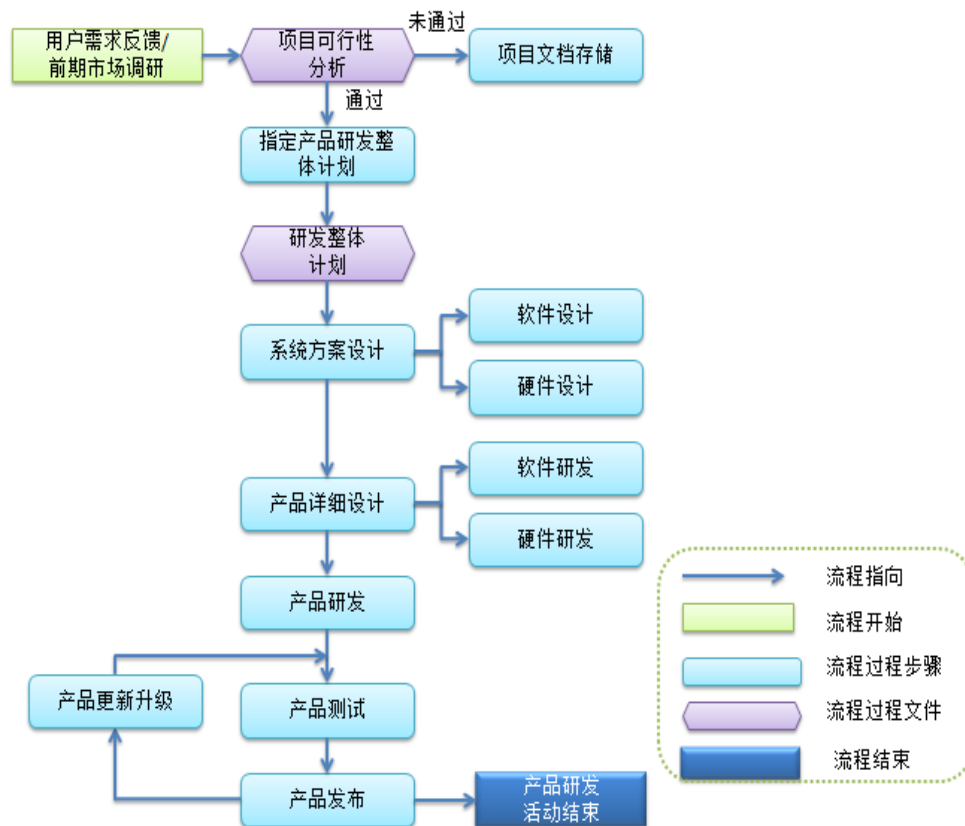 用户需求反馈/
前期市场调研
项目可行性
分析
未通过
项目文档存储
通过
指定产品研发整
体计划
研发整体
计划
系统方案设计
软件设计
硬件设计
产品详细设计
软件研发
硬件研发
产品研发
产品更新升级
产品测试
产品发布
产品研发
活动结束
流程指向
流程开始
流程过程步骤
流程过程文件
流程结束